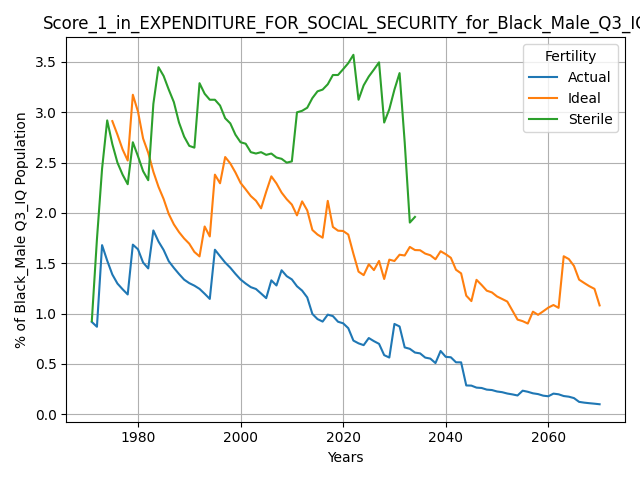 Score_1_in_EXPENDITURE_FOR_SOCIAL_SECURITY_for_Black_Male_Q3_IQ
Fertility
Actual
Ideal
Sterile
% of Black_Male Q3_IQ Population
3.5
3.0
2.5
2.0
1.5
1.0
0.5
0.0
1980 2000 2020 2040 2060
Years